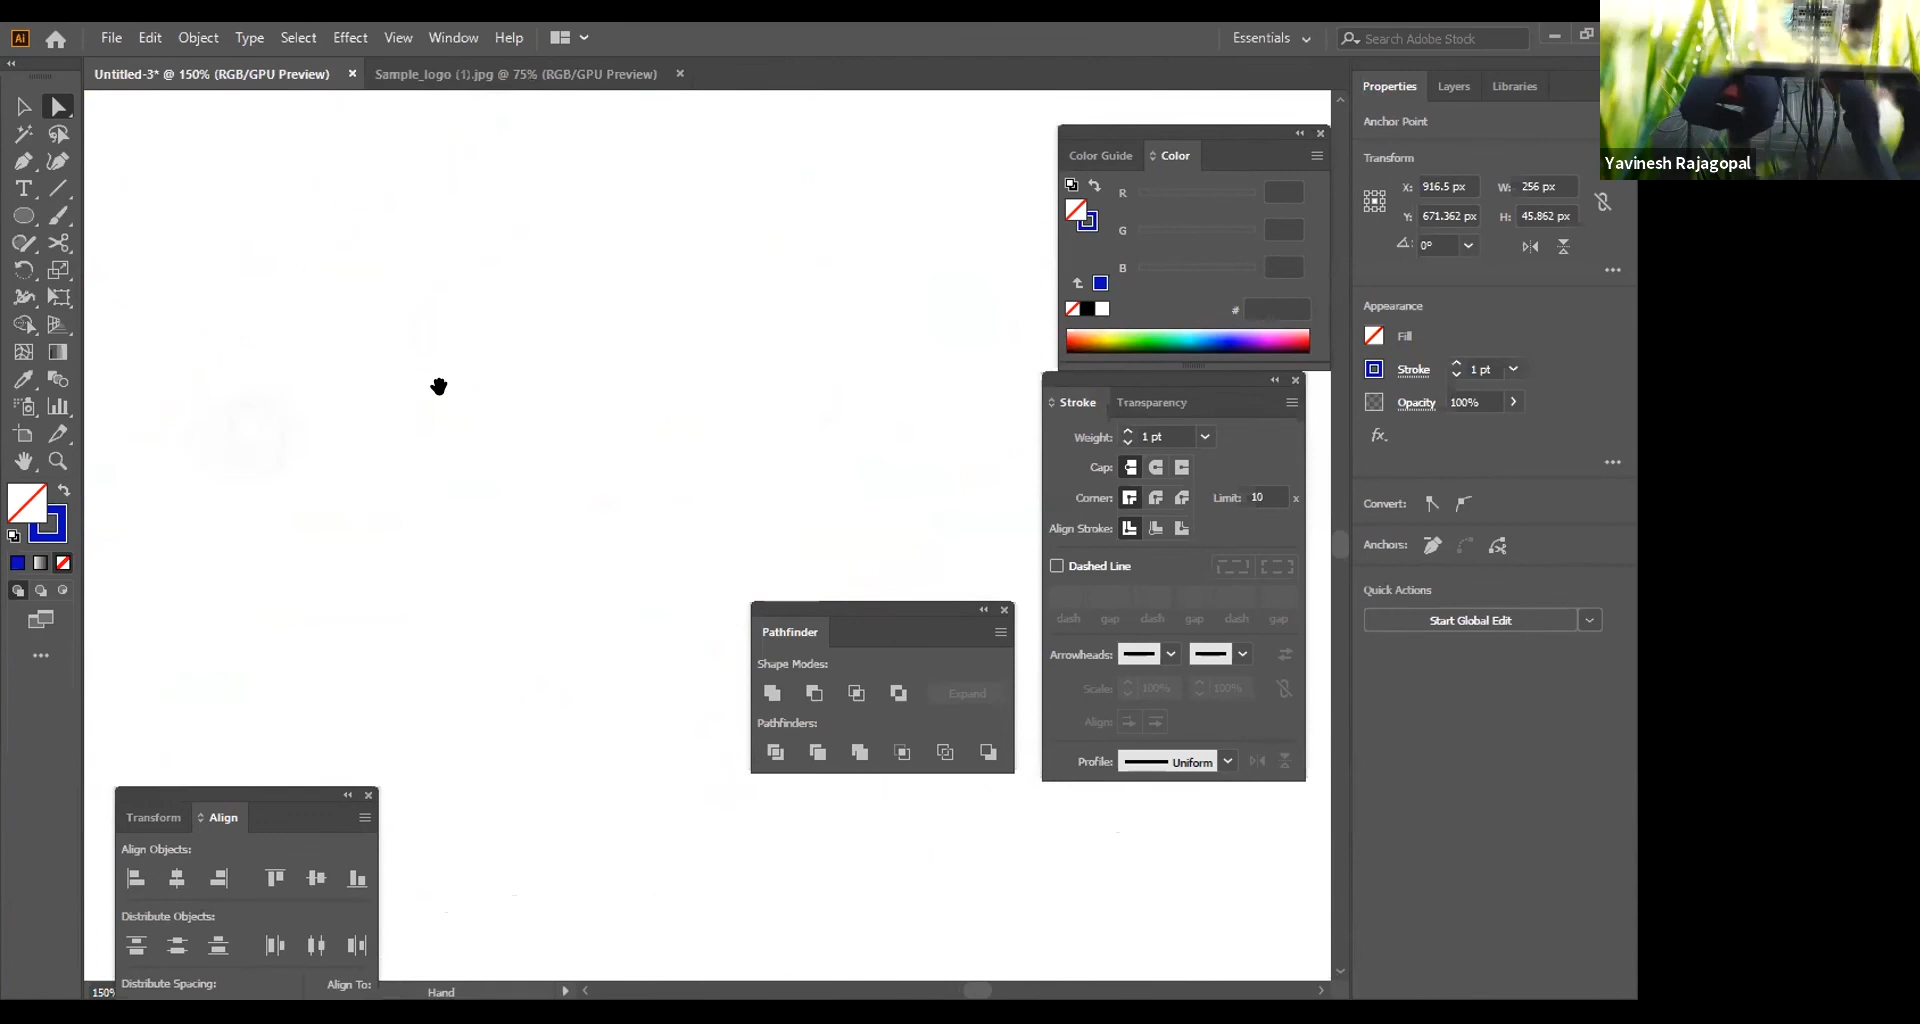 Ai File Edit Object Type Select Effect View Window Help Essentials Search Adobe Stock
Untitled-3* @ 150% (RGB/GPU Preview) Sample_logo (1).jpg @ 75% (RGB/GPU Preview)
Color Guide Color
R
G
B
#
Stroke Transparency
Weight: 1 pt
Cap:
Corner: Limit: 10 x
Align Stroke:
Dashed Line
dash gap dash gap dash gap
Arrowheads:
Scale: 100% 100%
Align:
Profile: Uniform
Pathfinder
Shape Modes:
Expand
Pathfinders:
Transform Align
Align Objects:
Distribute Objects:
Distribute Spacing: Align To:
150% Hand
Properties Layers Libraries
Anchor Point
Transform
X: 916.5 px W: 256 px
Y: 671.362 px H: 45.862 px
0°
Appearance
Fill
Stroke 1 pt
Opacity 100%
fx.
Convert:
Anchors:
Quick Actions
Start Global Edit
Yavinesh Rajagopal